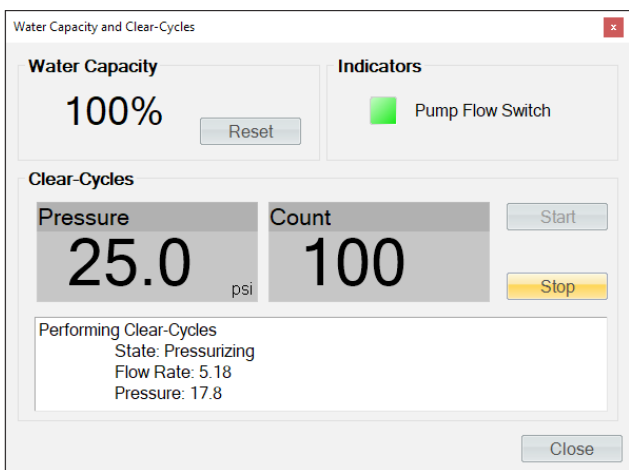 Water Capacity and Clear-Cycles
x
Water Capacity
100%
Reset
Indicators
Pump Flow Switch
Clear-Cycles
Pressure
25.0
psi
Count
100
Start
Stop
Performing Clear-Cycles
State: Pressurizing
Flow Rate: 5.18
Pressure: 17.8
Close